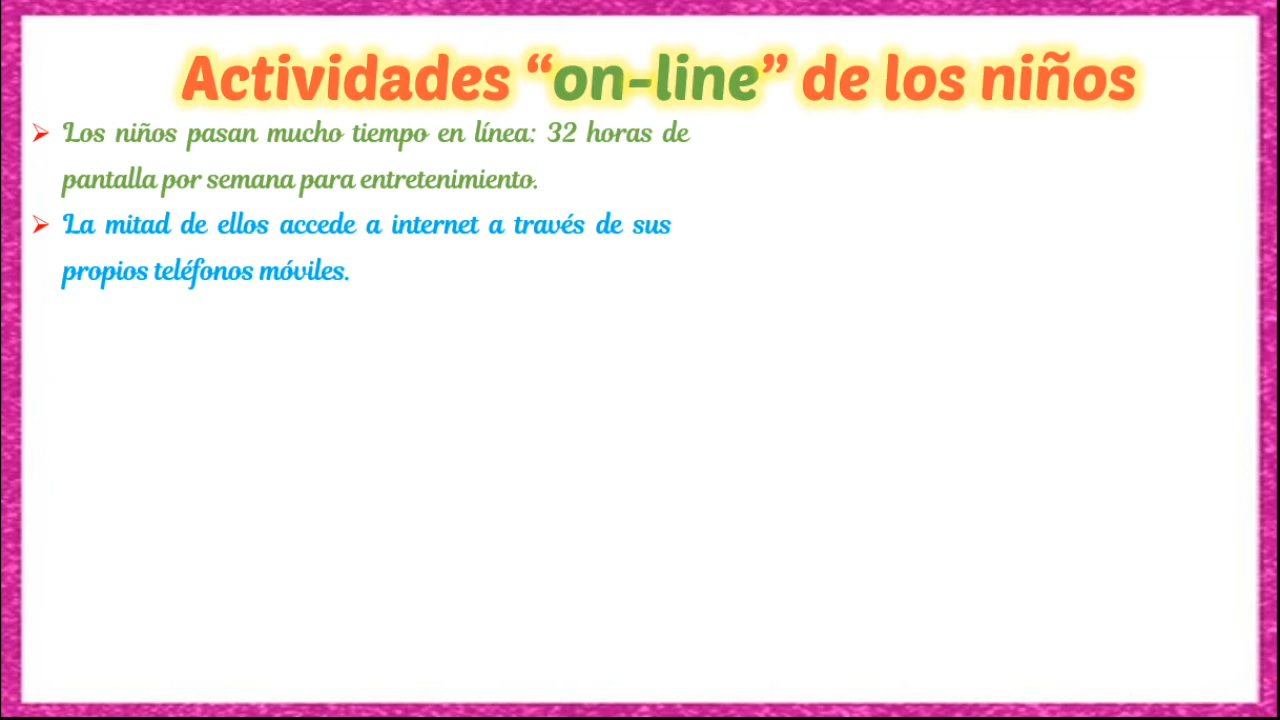 Actividades “on-line” de los niños
Los niños pasan mucho tiempo en línea: 32 horas de
pantalla por semana para entretenimiento.
La mitad de ellos accede a internet a través de sus
propios teléfonos móviles.